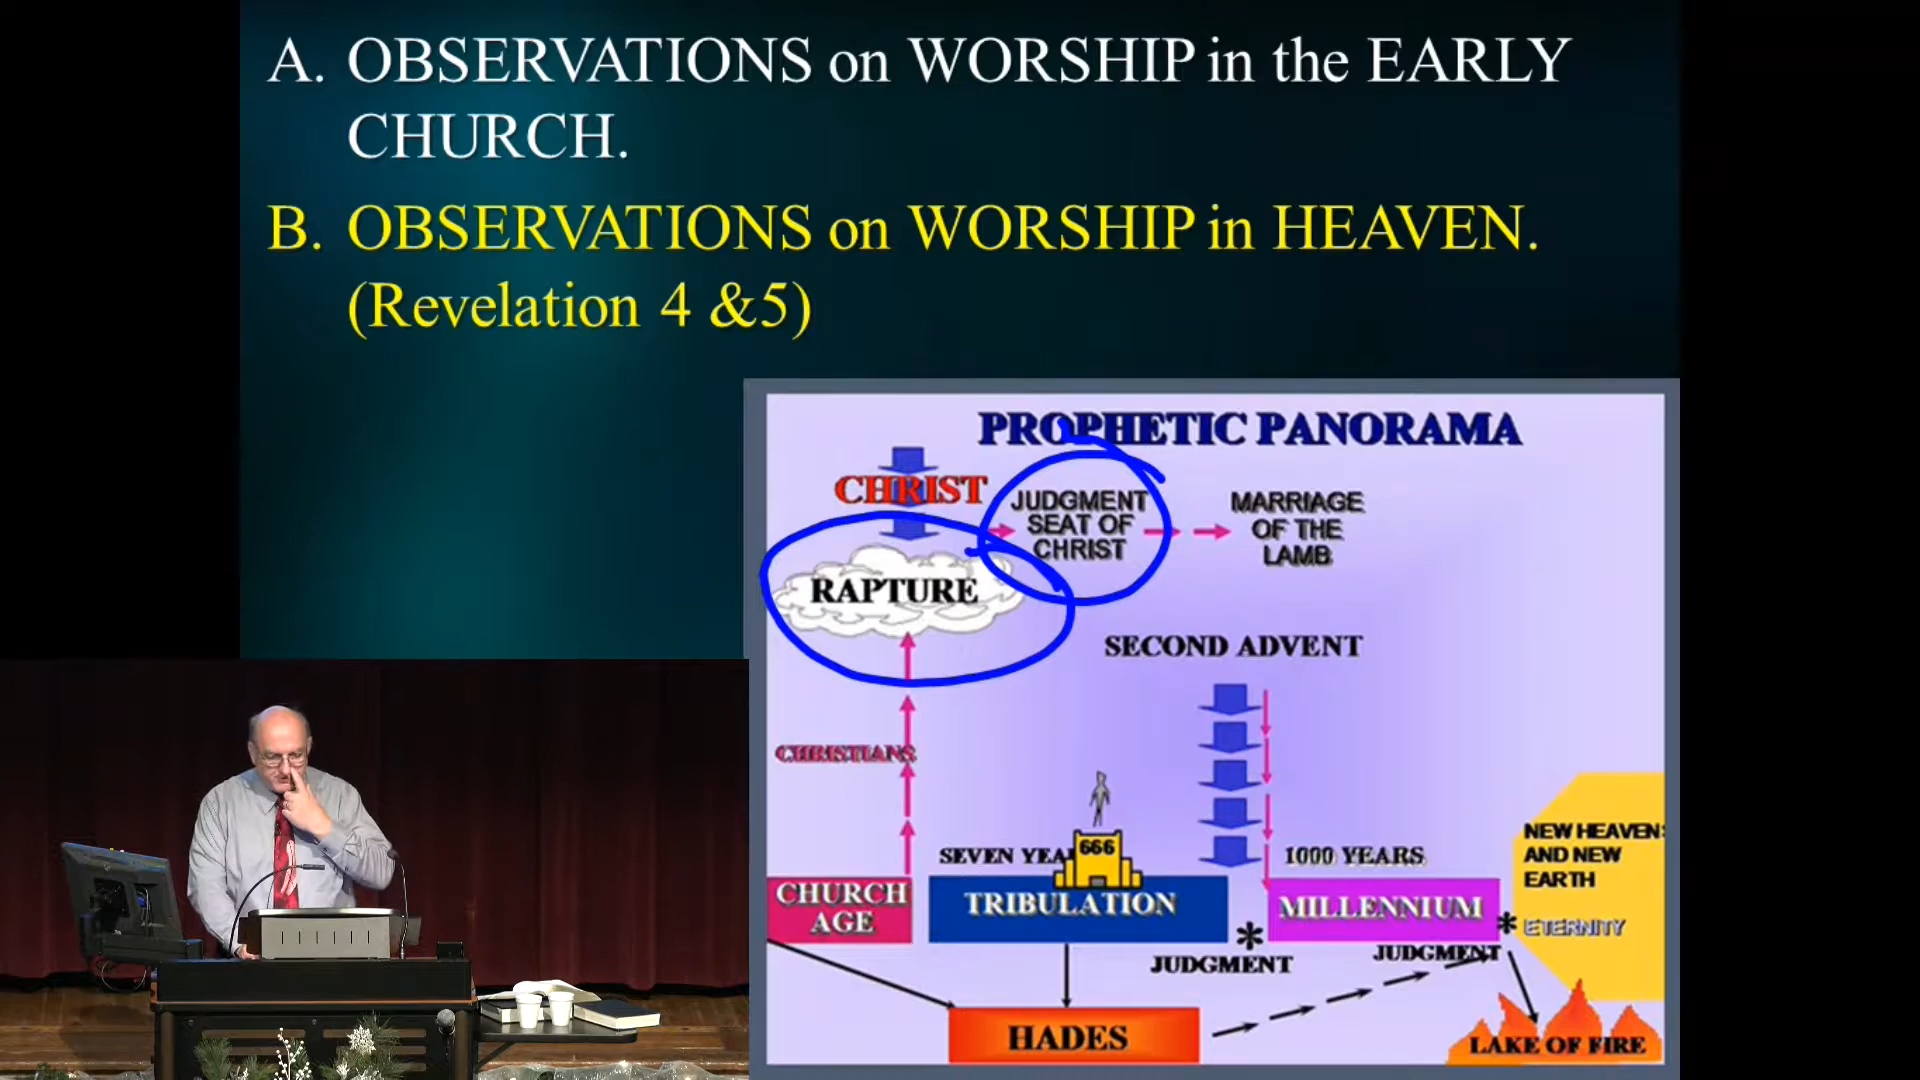 A. OBSERVATIONS on WORSHIP in the EARLY
CHURCH.
B. OBSERVATIONS on WORSHIP in HEAVEN.
(Revelation 4 &5)
PROPHETIC PANORAMA
CHRIST
JUDGMENT
SEAT OF
CHRIST
MARRIAGE
OF THE
LAMB
RAPTURE
SECOND ADVENT
CHRISTIANS
SEVEN YEA
666
1000 YEARS
NEW HEAVEN
AND NEW
EARTH
CHURCH
AGE
TRIBULATION
MILLENNIUM
* ETERNITY
*
JUDGMENT
JUDGMENT
HADES
LAKE OF FIRE